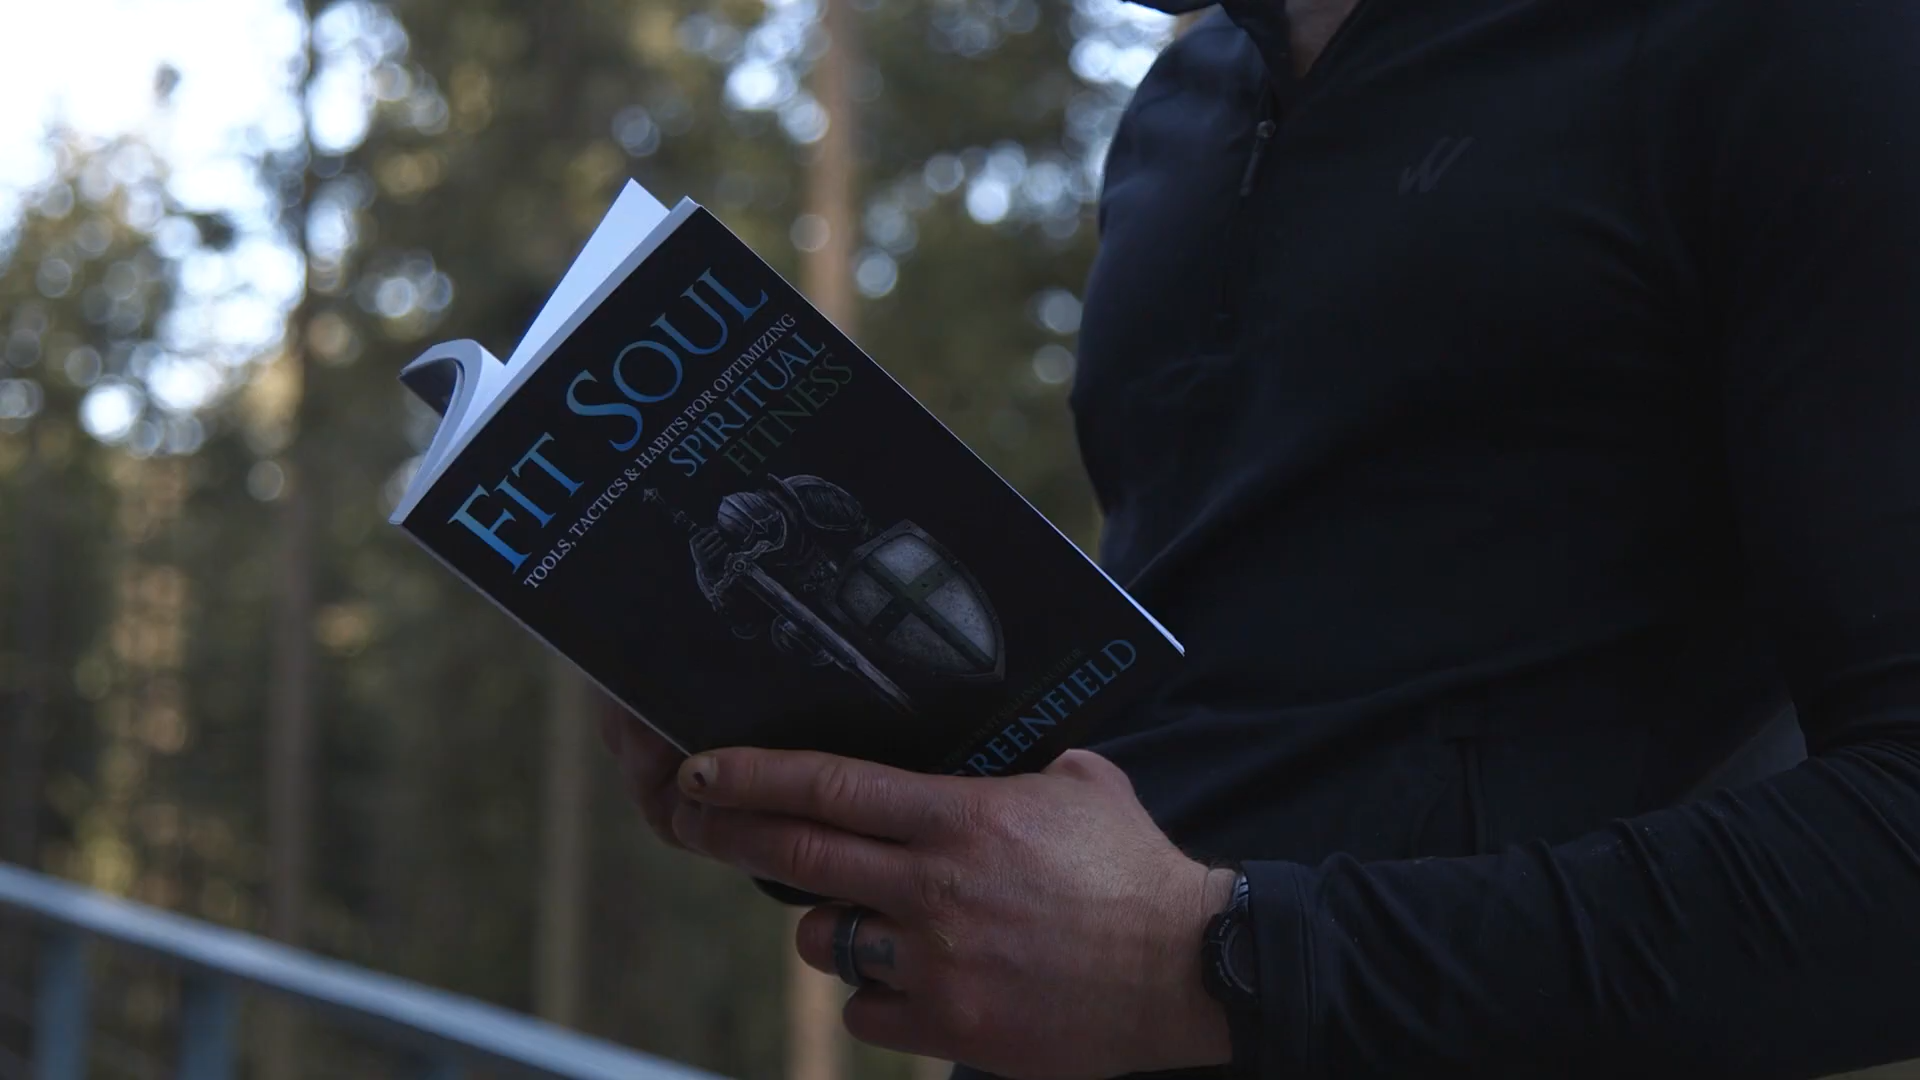 FIT SOUL
TOOLS, TACTICS & HABITS FOR OPTIMIZING
SPIRITUAL
FITNESS
REENFIELD